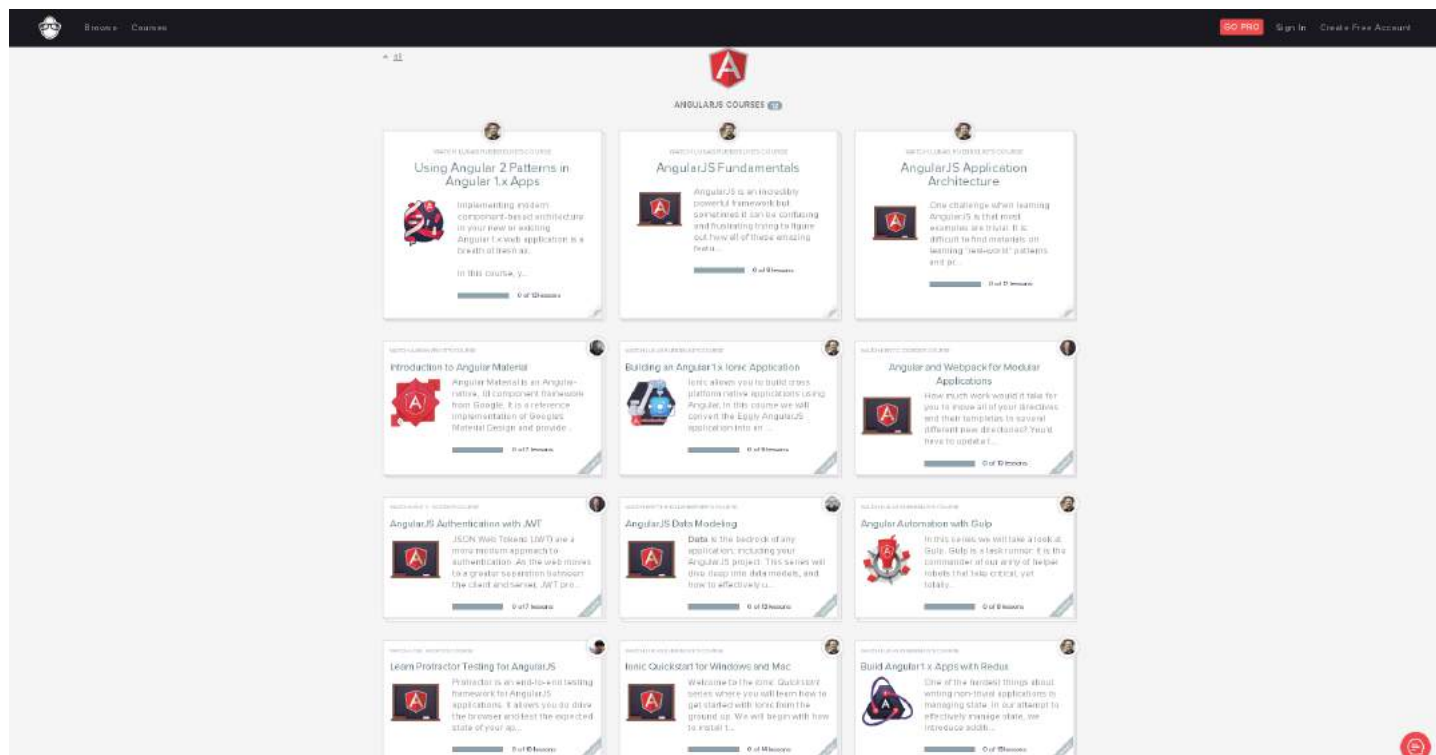 Browse Courses
GO PRO Sign In Create Free Account
all
ANGULARJS COURSES
Using Angular 2 Patterns in
Angular 1.x Apps
Implementing modern
component-based architecture
in your new or existing
Angular 1.x web application is a
breath of fresh air.
In this course, y...
0 of 12 lessons
AngularJS Fundamentals
AngularJS is an incredibly
powerful framework but
sometimes it can be confusing
and frustrating trying to figure
out how all of these amazing
featu...
AngularJS Application
Architecture
One challenge when learning
AngularJS is that most
examples are trivial. It is
difficult to find materials on
learning "real-world" patterns
and pr...
Introduction to Angular Material
Angular Material is an Angular-
native, UI component framework
from Google. It is a reference
implementation of Google's
Material Design and provide...
0 of 7 lessons
Building an Angular 1.x Ionic Application
Ionic allows you to build cross
platform native applications using
Angular. In this course we will
convert the Eggly AngularJS
application into an ...
Angular and Webpack for Modular
Applications
How much work would it take for
you to move all of your directives
and their templates to several
different new directories? You'd
have to update t...
AngularJS Authentication with JWT
JSON Web Tokens (JWT) are a
more modern approach to
authentication. As the web moves
to a greater separation between
the client and server, JWT pro...
0 of 7 lessons
AngularJS Data Modeling
Data is the bedrock of any
application, including your
AngularJS project. This series will
dive deep into data models, and
how to effectively u...
Angular Automation with Gulp
In this series we will take a look at
Gulp. Gulp is a task runner. It is the
commander of our army of helper
robots that take critical, yet
totally...
Learn Protractor Testing for AngularJS
Protractor is an end-to-end testing
framework for AngularJS
applications. It allows you do drive
the browser and test the expected
state of your ap...
Ionic Quickstart for Windows and Mac
Welcome to the Ionic Quickstart
series where you will learn how to
get started with Ionic from the
ground up. We will begin with how
to install t...
Build Angular 1.x Apps with Redux
One of the hardest things about
writing non-trivial applications is
managing state. In our attempt to
effectively manage state, we
introduce additi...